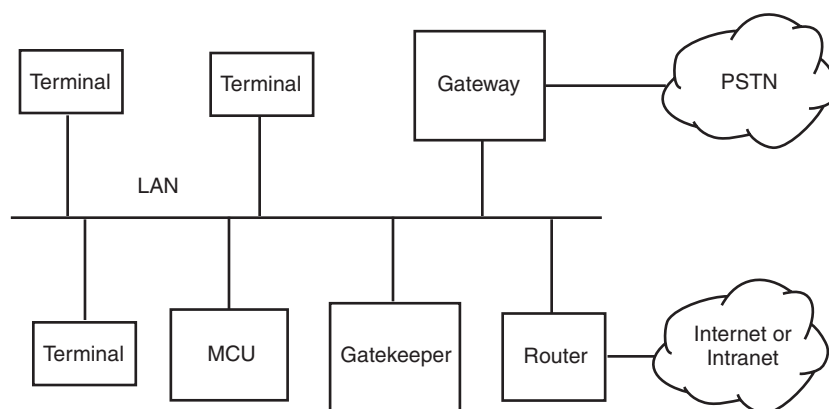 Terminal
Terminal
Gateway
PSTN
LAN
Terminal
MCU
Gatekeeper
Router
Internet or
Intranet